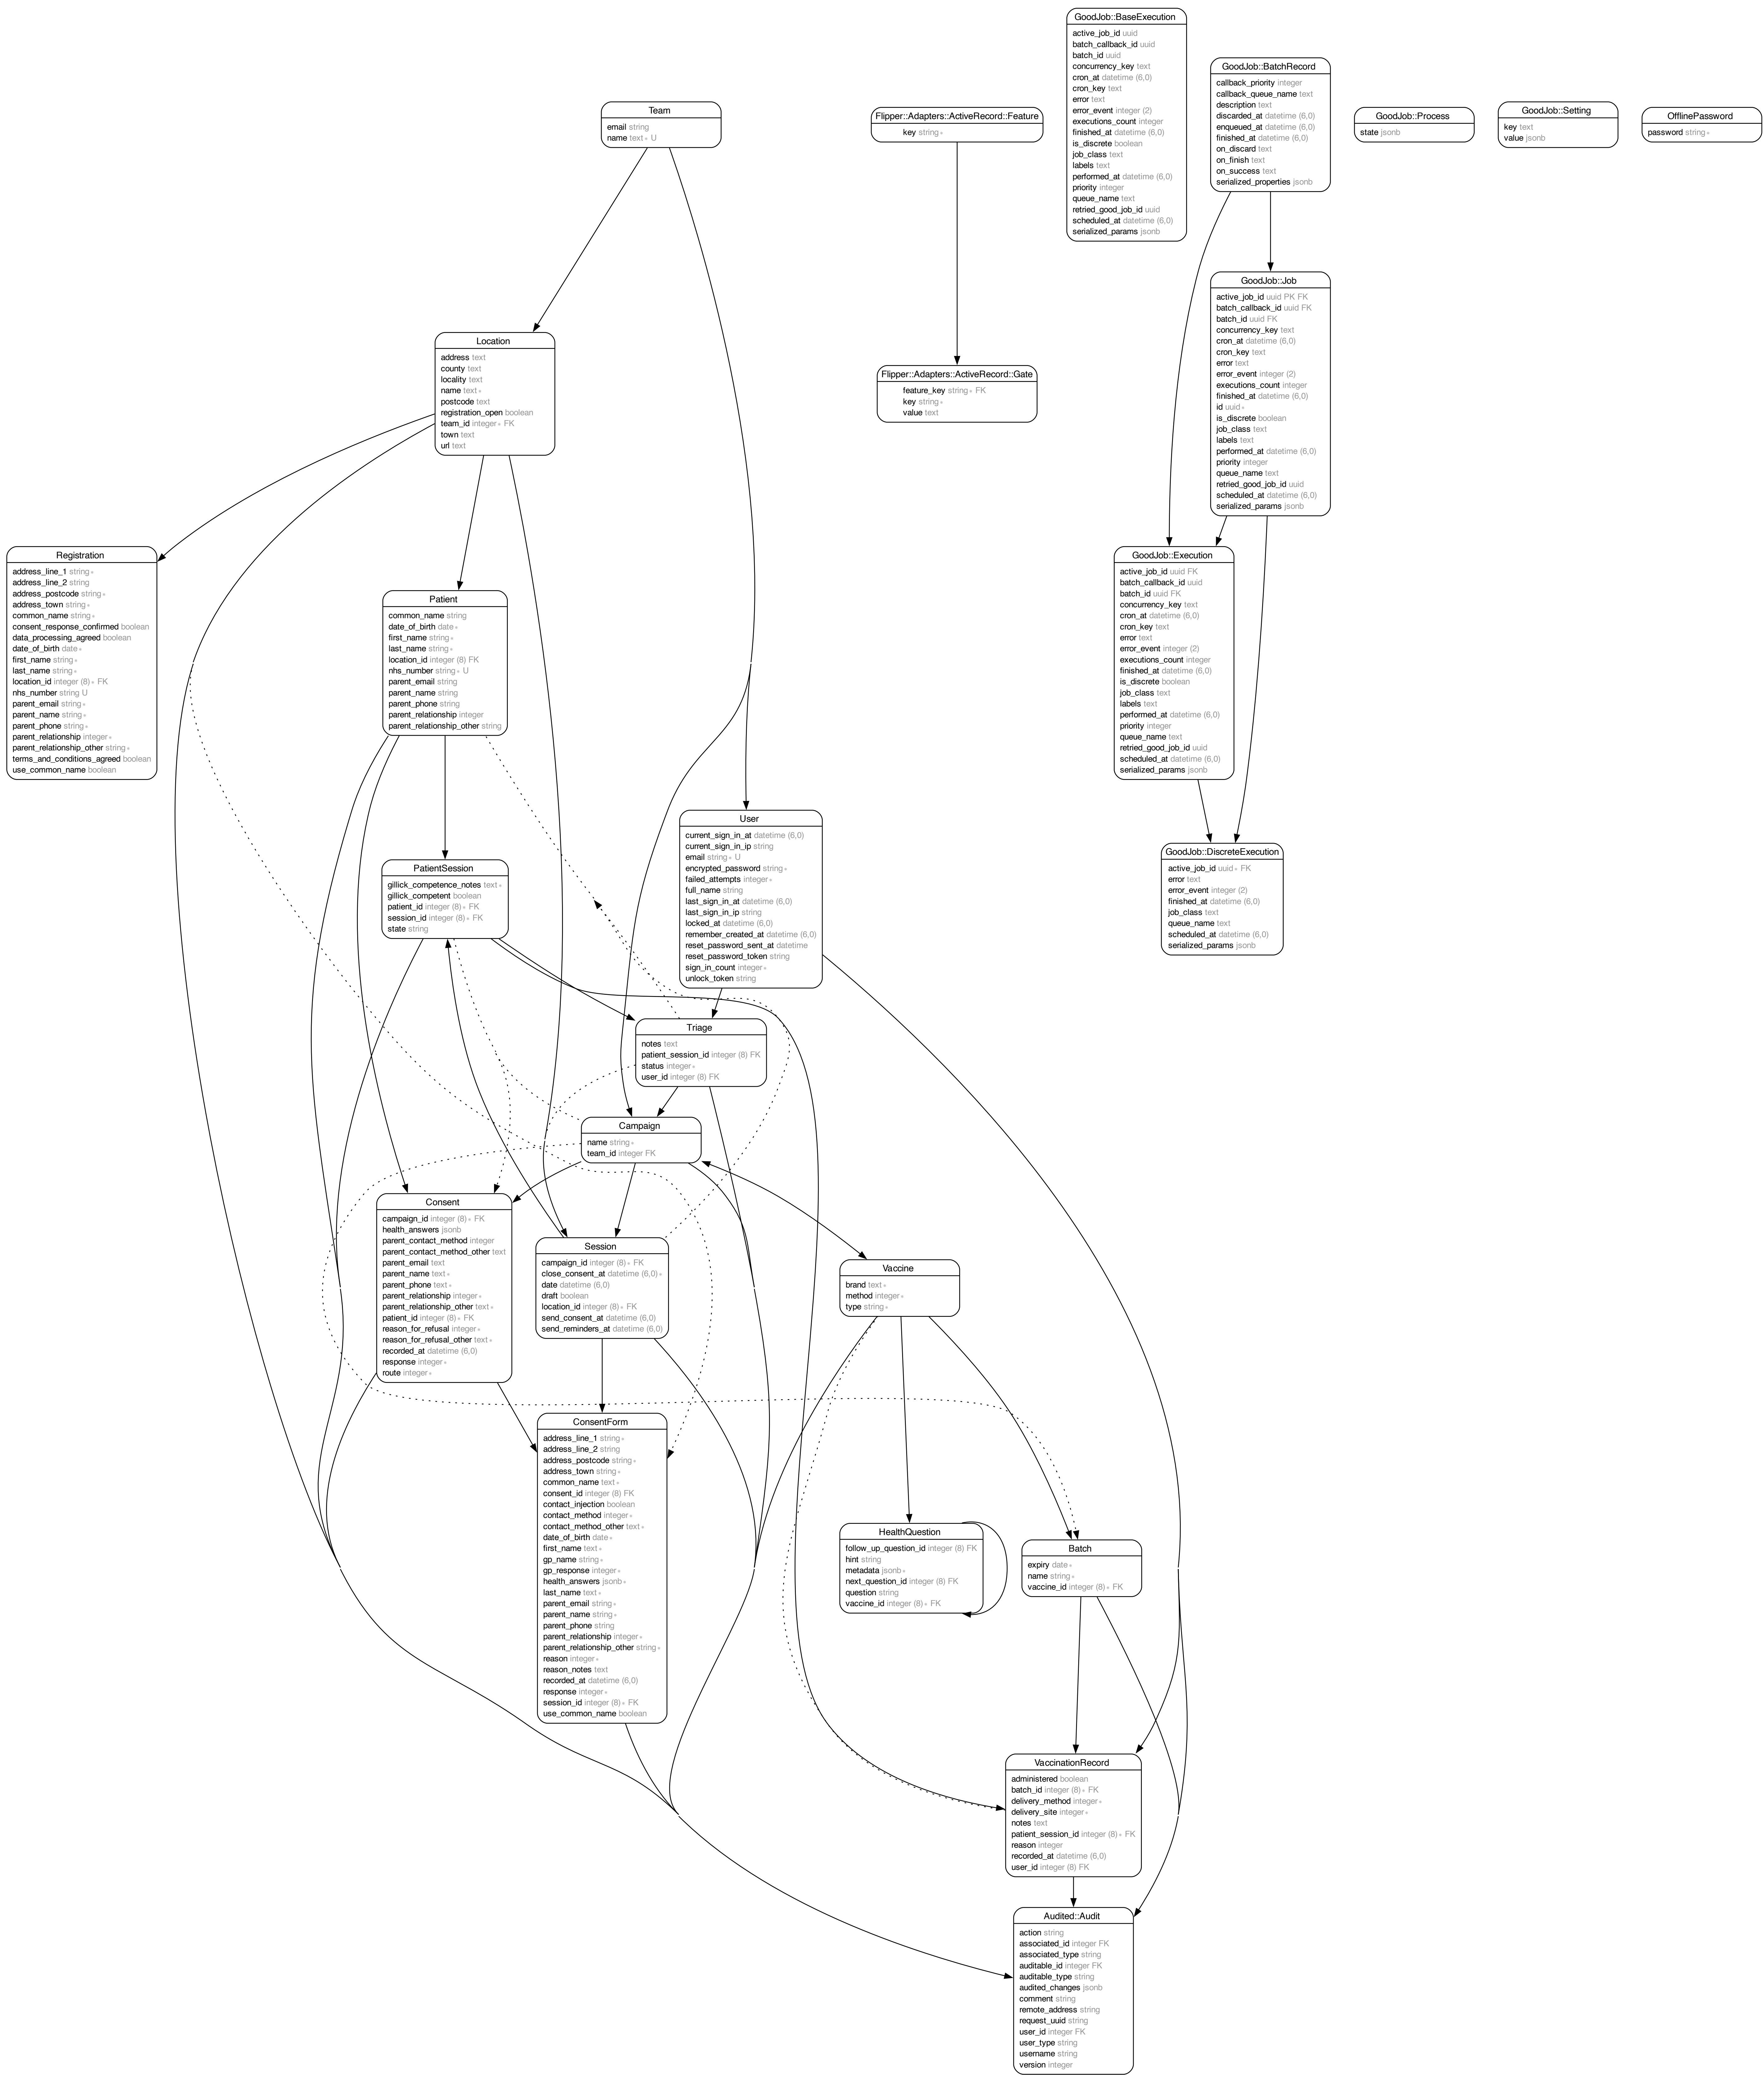 GoodJob::BaseExecution
active_job_id uuid
batch_callback_id uuid
batch_id uuid
concurrency_key text
cron_at datetime (6,0)
cron_key text
error text
error_event integer (2)
executions_count integer
finished_at datetime (6,0)
is_discrete boolean
job_class text
labels text
performed_at datetime (6,0)
priority integer
queue_name text
retried_good_job_id uuid
scheduled_at datetime (6,0)
serialized_params jsonb
GoodJob::BatchRecord
callback_priority integer
callback_queue_name text
description text
discarded_at datetime (6,0)
enqueued_at datetime (6,0)
finished_at datetime (6,0)
on_discard text
on_finish text
on_success text
serialized_properties jsonb
Team
email string
name text∗ U
Flipper::Adapters::ActiveRecord::Feature
key string∗
GoodJob::Process
state jsonb
GoodJob::Setting
key text
value jsonb
OfflinePassword
password string∗
GoodJob::Job
active_job_id uuid PK FK
batch_callback_id uuid FK
batch_id uuid FK
concurrency_key text
cron_at datetime (6,0)
cron_key text
error text
error_event integer (2)
executions_count integer
finished_at datetime (6,0)
id uuid∗
is_discrete boolean
job_class text
labels text
performed_at datetime (6,0)
priority integer
queue_name text
retried_good_job_id uuid
scheduled_at datetime (6,0)
serialized_params jsonb
Location
address text
county text
locality text
name text∗
postcode text
registration_open boolean
team_id integer∗ FK
town text
url text
Flipper::Adapters::ActiveRecord::Gate
feature_key string∗ FK
key string∗
value text
Registration
address_line_1 string∗
address_line_2 string
address_postcode string∗
address_town string∗
common_name string∗
consent_response_confirmed boolean
data_processing_agreed boolean
date_of_birth date∗
first_name string∗
last_name string∗
location_id integer (8)∗ FK
nhs_number string U
parent_email string∗
parent_name string∗
parent_phone string∗
parent_relationship integer∗
parent_relationship_other string∗
terms_and_conditions_agreed boolean
use_common_name boolean
GoodJob::Execution
active_job_id uuid FK
batch_callback_id uuid
batch_id uuid FK
concurrency_key text
cron_at datetime (6,0)
cron_key text
error text
error_event integer (2)
executions_count integer
finished_at datetime (6,0)
is_discrete boolean
job_class text
labels text
performed_at datetime (6,0)
priority integer
queue_name text
retried_good_job_id uuid
scheduled_at datetime (6,0)
serialized_params jsonb
Patient
common_name string
date_of_birth date∗
first_name string∗
last_name string∗
location_id integer (8) FK
nhs_number string∗ U
parent_email string
parent_name string
parent_phone string
parent_relationship integer
parent_relationship_other string
User
current_sign_in_at datetime (6,0)
current_sign_in_ip string
email string∗ U
encrypted_password string∗
failed_attempts integer∗
full_name string
last_sign_in_at datetime (6,0)
last_sign_in_ip string
locked_at datetime (6,0)
remember_created_at datetime (6,0)
reset_password_sent_at datetime
reset_password_token string
sign_in_count integer∗
unlock_token string
GoodJob::DiscreteExecution
active_job_id uuid∗ FK
error text
error_event integer (2)
finished_at datetime (6,0)
job_class text
queue_name text
scheduled_at datetime (6,0)
serialized_params jsonb
PatientSession
gillick_competence_notes text∗
gillick_competent boolean
patient_id integer (8)∗ FK
session_id integer (8)∗ FK
state string
Triage
notes text
patient_session_id integer (8) FK
status integer∗
user_id integer (8) FK
Campaign
name string∗
team_id integer FK
Consent
campaign_id integer (8)∗ FK
health_answers jsonb
parent_contact_method integer
parent_contact_method_other text
parent_email text
parent_name text∗
parent_phone text∗
parent_relationship integer∗
parent_relationship_other text∗
patient_id integer (8)∗ FK
reason_for_refusal integer∗
reason_for_refusal_other text∗
recorded_at datetime (6,0)
response integer∗
route integer∗
Session
campaign_id integer (8)∗ FK
close_consent_at datetime (6,0)∗
date datetime (6,0)
draft boolean
location_id integer (8)∗ FK
send_consent_at datetime (6,0)
send_reminders_at datetime (6,0)
Vaccine
brand text∗
method integer∗
type string∗
ConsentForm
address_line_1 string∗
address_line_2 string
address_postcode string∗
address_town string∗
common_name text∗
consent_id integer (8) FK
contact_injection boolean
contact_method integer∗
contact_method_other text∗
date_of_birth date∗
first_name text∗
gp_name string∗
gp_response integer∗
health_answers jsonb∗
last_name text∗
parent_email string∗
parent_name string∗
parent_phone string
parent_relationship integer∗
parent_relationship_other string∗
reason integer∗
reason_notes text
recorded_at datetime (6,0)
response integer∗
session_id integer (8)∗ FK
use_common_name boolean
HealthQuestion
follow_up_question_id integer (8) FK
hint string
metadata jsonb∗
next_question_id integer (8) FK
question string
vaccine_id integer (8)∗ FK
Batch
expiry date∗
name string∗
vaccine_id integer (8)∗ FK
VaccinationRecord
administered boolean
batch_id integer (8)∗ FK
delivery_method integer∗
delivery_site integer∗
notes text
patient_session_id integer (8)∗ FK
reason integer
recorded_at datetime (6,0)
user_id integer (8) FK
Audited::Audit
action string
associated_id integer FK
associated_type string
auditable_id integer FK
auditable_type string
audited_changes jsonb
comment string
remote_address string
request_uuid string
user_id integer FK
user_type string
username string
version integer